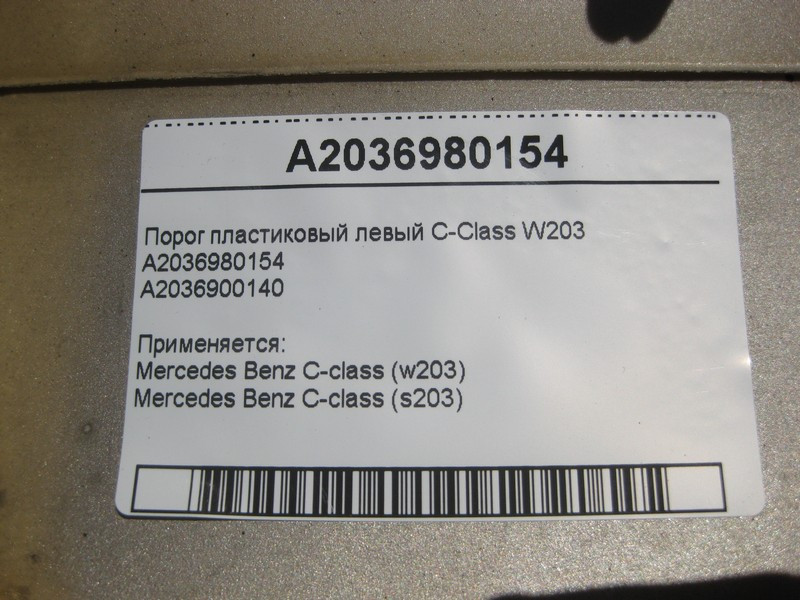 A2036980154
Порог пластиковый левый C-Class W203
A2036980154
A2036900140
Применяется:
Mercedes Benz C-class (w203)
Mercedes Benz C-class (s203)